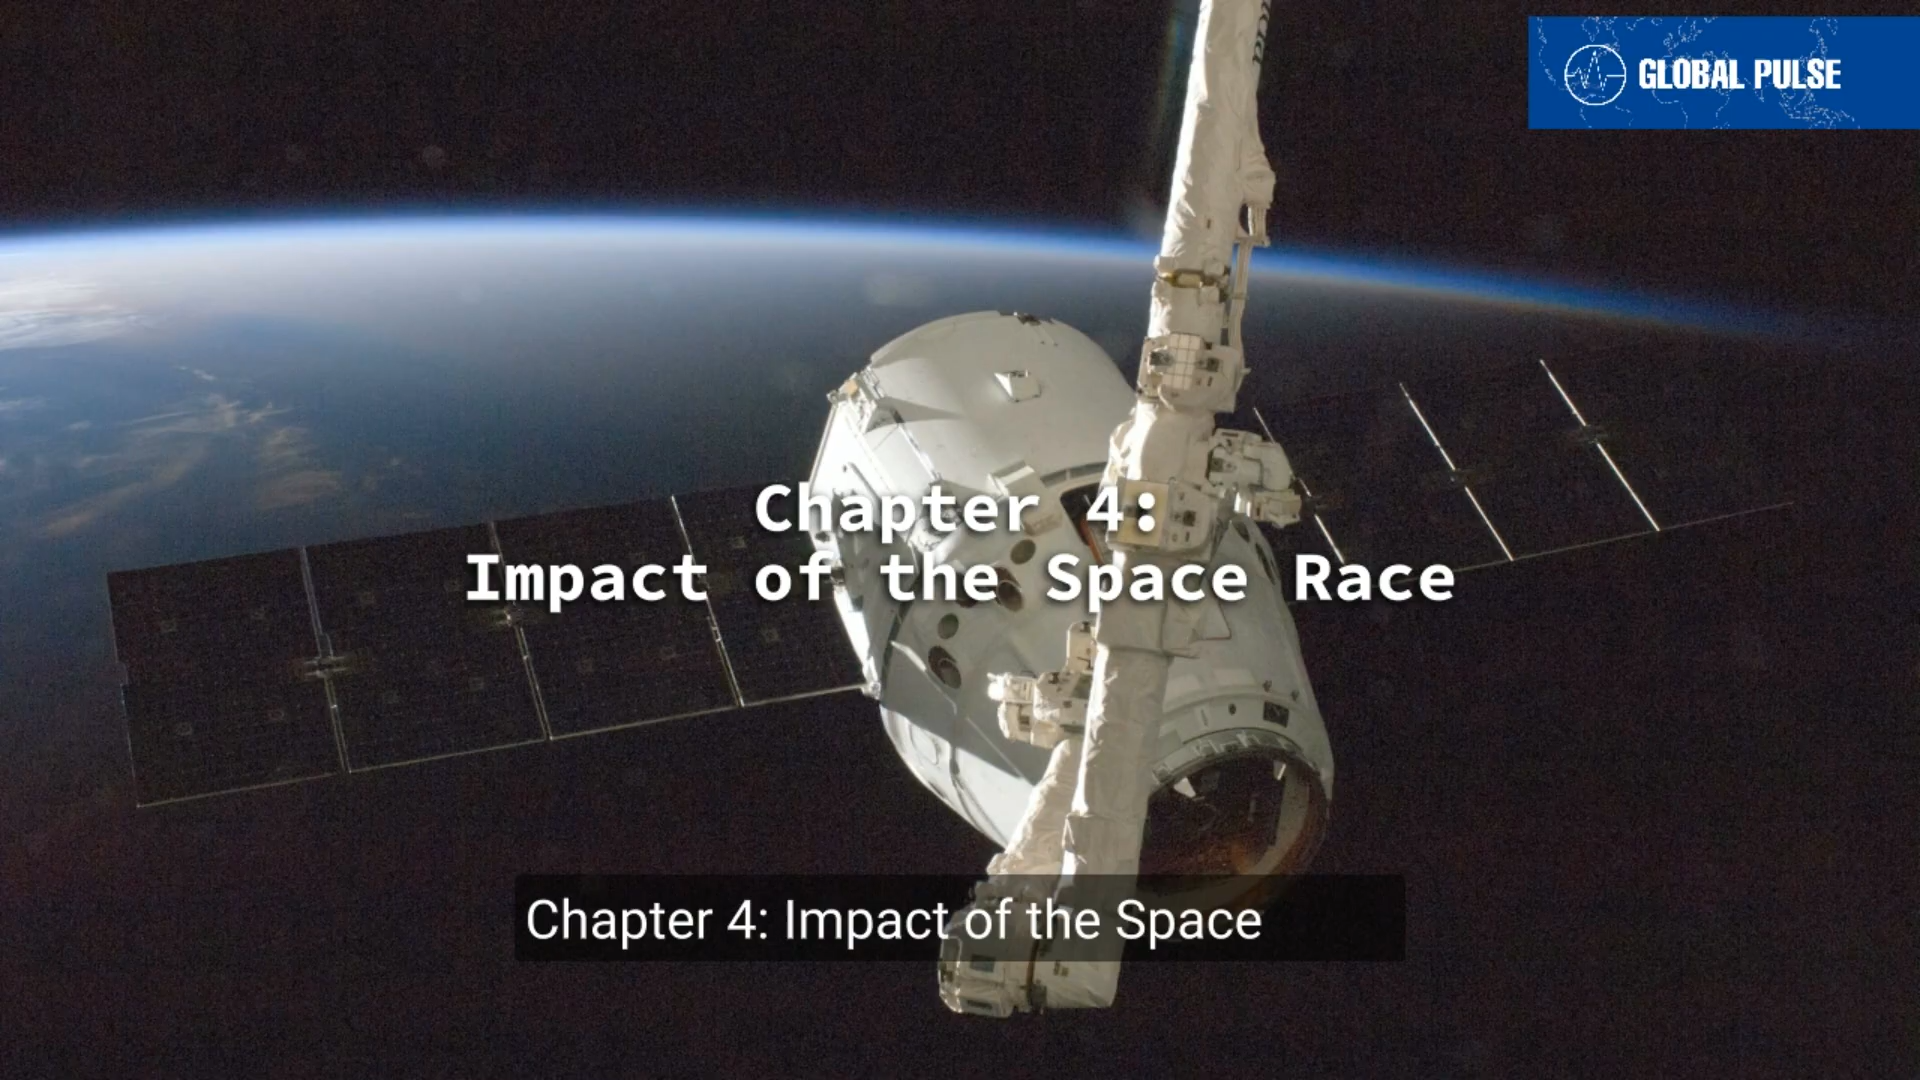 GLOBAL PULSE
Chapter 4:
Impact of the Space Race
Chapter 4: Impact of the Space